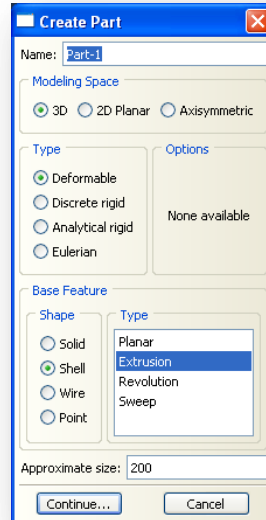 Create Part
Name: Part-1
Modeling Space
3D 2D Planar Axisymmetric
Type
Options
Deformable
Discrete rigid
Analytical rigid
Eulerian
None available
Base Feature
Shape
Type
Solid
Shell
Wire
Point
Planar
Extrusion
Revolution
Sweep
Approximate size: 200
Continue... Cancel